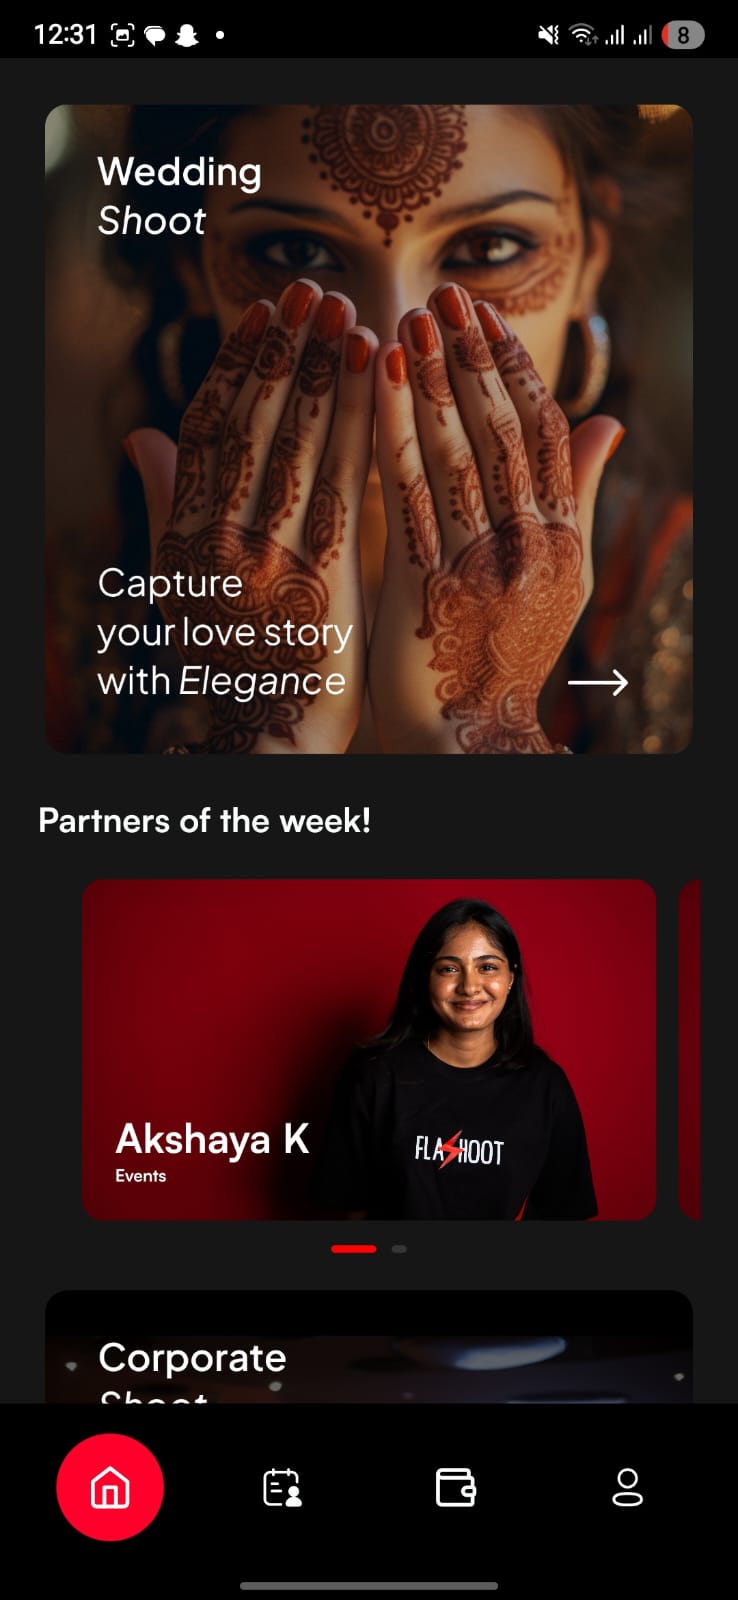 12:31
8
Wedding
Shoot
Capture
your love story
with Elegance
Partners of the week!
Akshaya K
Events
FLASHOOT
Corporate
Shoot